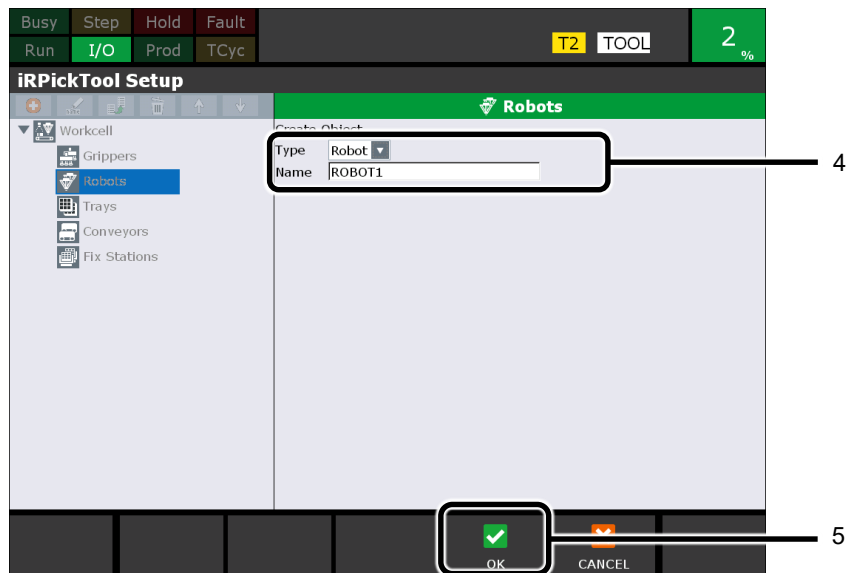 Busy Step Hold Fault
Run I/O Prod TCyc
T2 TOOL
2 %
iRPickTool Setup
Robots
Workcell
Create Object
Grippers
Type Robot
Name ROBOT1
4
Robots
Trays
Conveyors
Fix Stations
OK
CANCEL
5